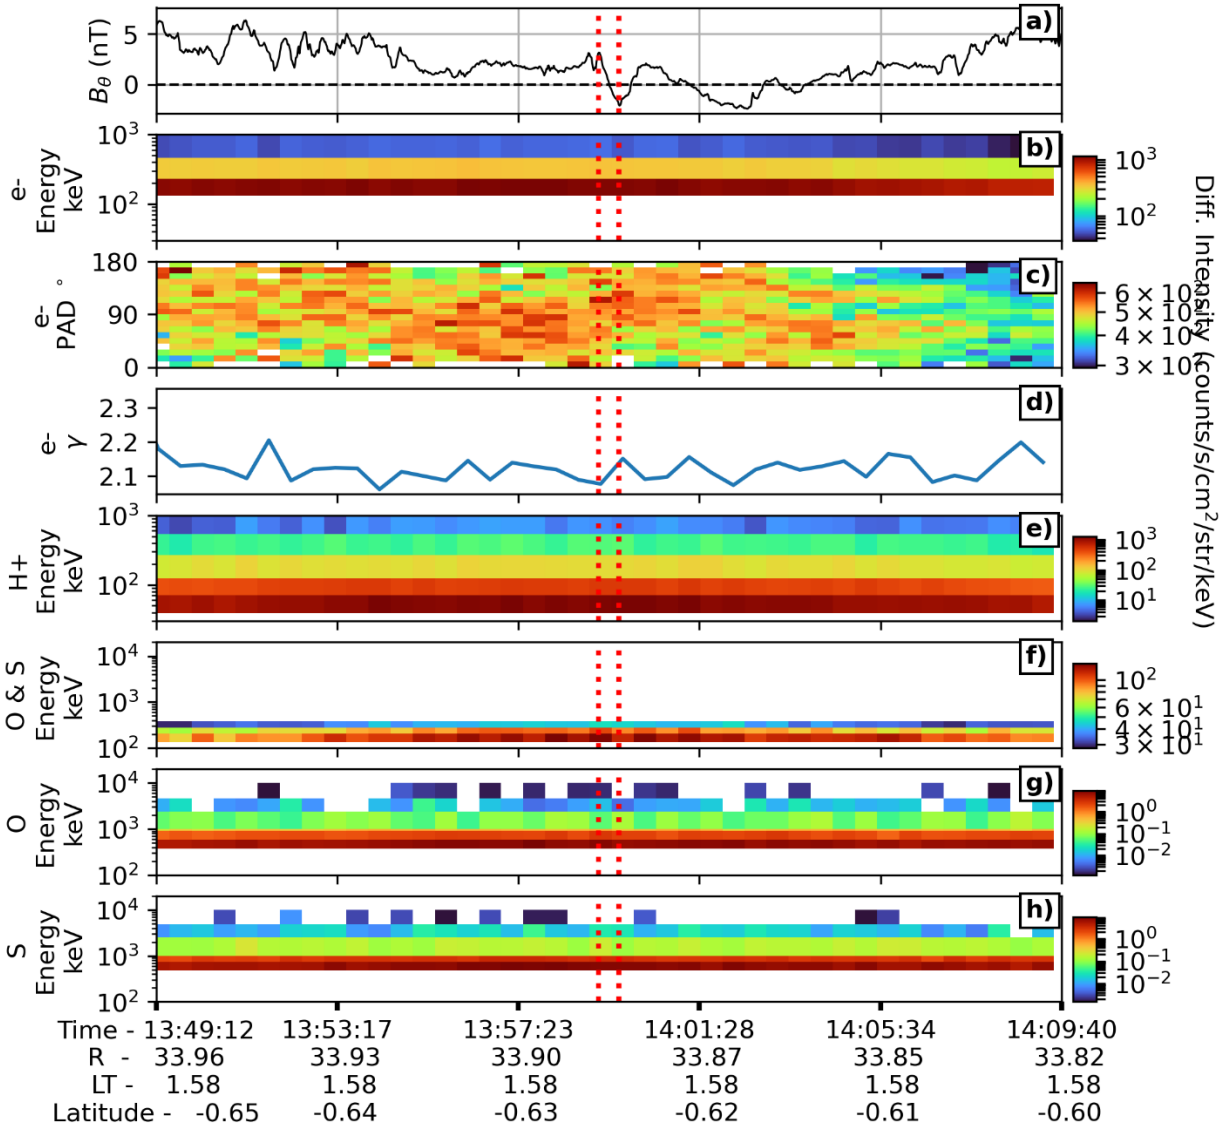 a)
5
0
B_θ (nT)
b)
10^3
10^2
e-
Energy
keV
10^3
10^2
c)
180
90
0
e-
PAD °
6 × 10^2
5 × 10^2
4 × 10^2
3 × 10^2
d)
2.3
2.2
2.1
e-
γ
e)
10^3
10^2
H+
Energy
keV
10^3
10^2
10^1
f)
10^4
10^3
10^2
O & S
Energy
keV
10^2
6 × 10^1
4 × 10^1
3 × 10^1
g)
10^4
10^3
10^2
O
Energy
keV
10^0
10^-1
10^-2
h)
10^4
10^3
10^2
S
Energy
keV
10^0
10^-1
10^-2
Diff. Intensity (counts/s/cm^2/str/keV)
Time - 13:49:12 13:53:17 13:57:23 14:01:28 14:05:34 14:09:40
R - 33.96 33.93 33.90 33.87 33.85 33.82
LT - 1.58 1.58 1.58 1.58 1.58 1.58
Latitude - -0.65 -0.64 -0.63 -0.62 -0.61 -0.60